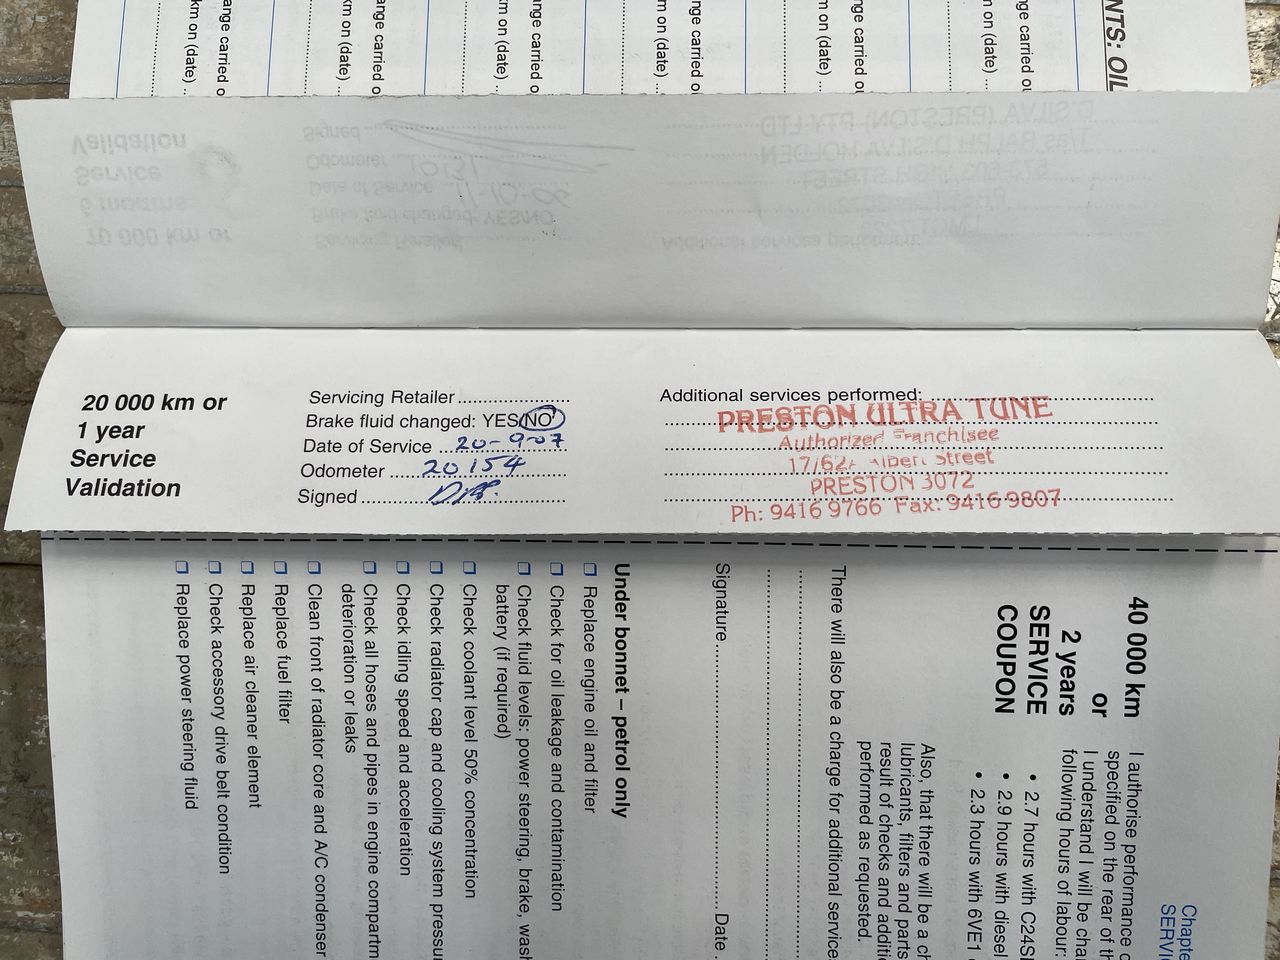 ange carried o
km on (date) ..
ange carried o
km on (date) ..
ange carried o
km on (date) ..
nge carried o
m on (date) ...
ge carried ou
m on (date) ...
ge carried ou
n on (date) ...
NTS: OIL
20 000 km or
1 year
Service
Validation
Servicing Retailer
Brake fluid changed: YES/NO
Date of Service 20-9-07
Odometer 20154
Signed
Additional services performed:
PRESTON ULTRA TUNE
Authorized Franchisee
Street
PRESTON 3072
Ph: 9416 9766 Fax: 9416 9807
Chapte
SERVI
40 000 km
or
2 years
SERVICE
COUPON
I authorise performance
specified on the rear of th
I understand I will be char
following hours of labour:
• 2.7 hours with C24S
• 2.9 hours with diesel
• 2.3 hours with 6VE1
Also, that there will be a ch
lubricants, filters and parts
result of checks and additi
performed as requested.
There will also be a charge for additional service
Signature Date
Under bonnet – petrol only
Replace engine oil and filter
Check for oil leakage and contamination
Check fluid levels: power steering, brake, wash
battery (if required)
Check coolant level 50% concentration
Check radiator cap and cooling system pressu
Check idling speed and acceleration
Check all hoses and pipes in engine compartm
deterioration or leaks
Clean front of radiator core and A/C condenser
Replace fuel filter
Replace air cleaner element
Check accessory drive belt condition
Replace power steering fluid